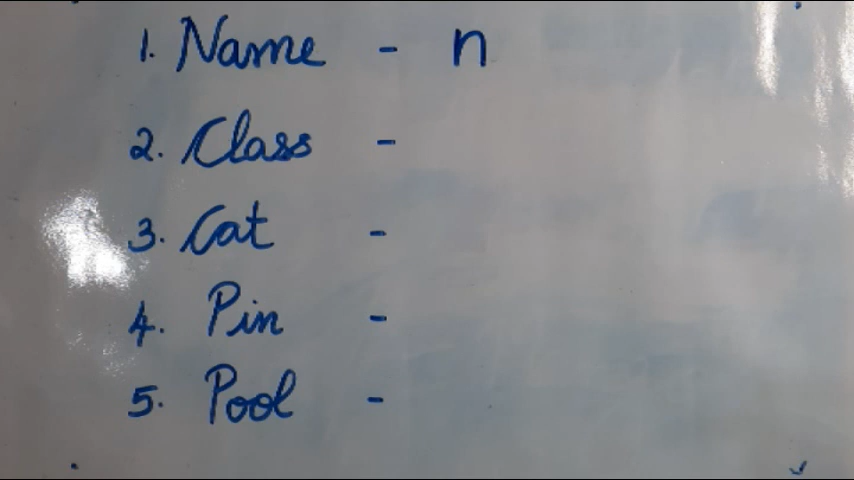 1. Name - n
2. Class -
3. Cat -
4. Pin -
5. Pool -